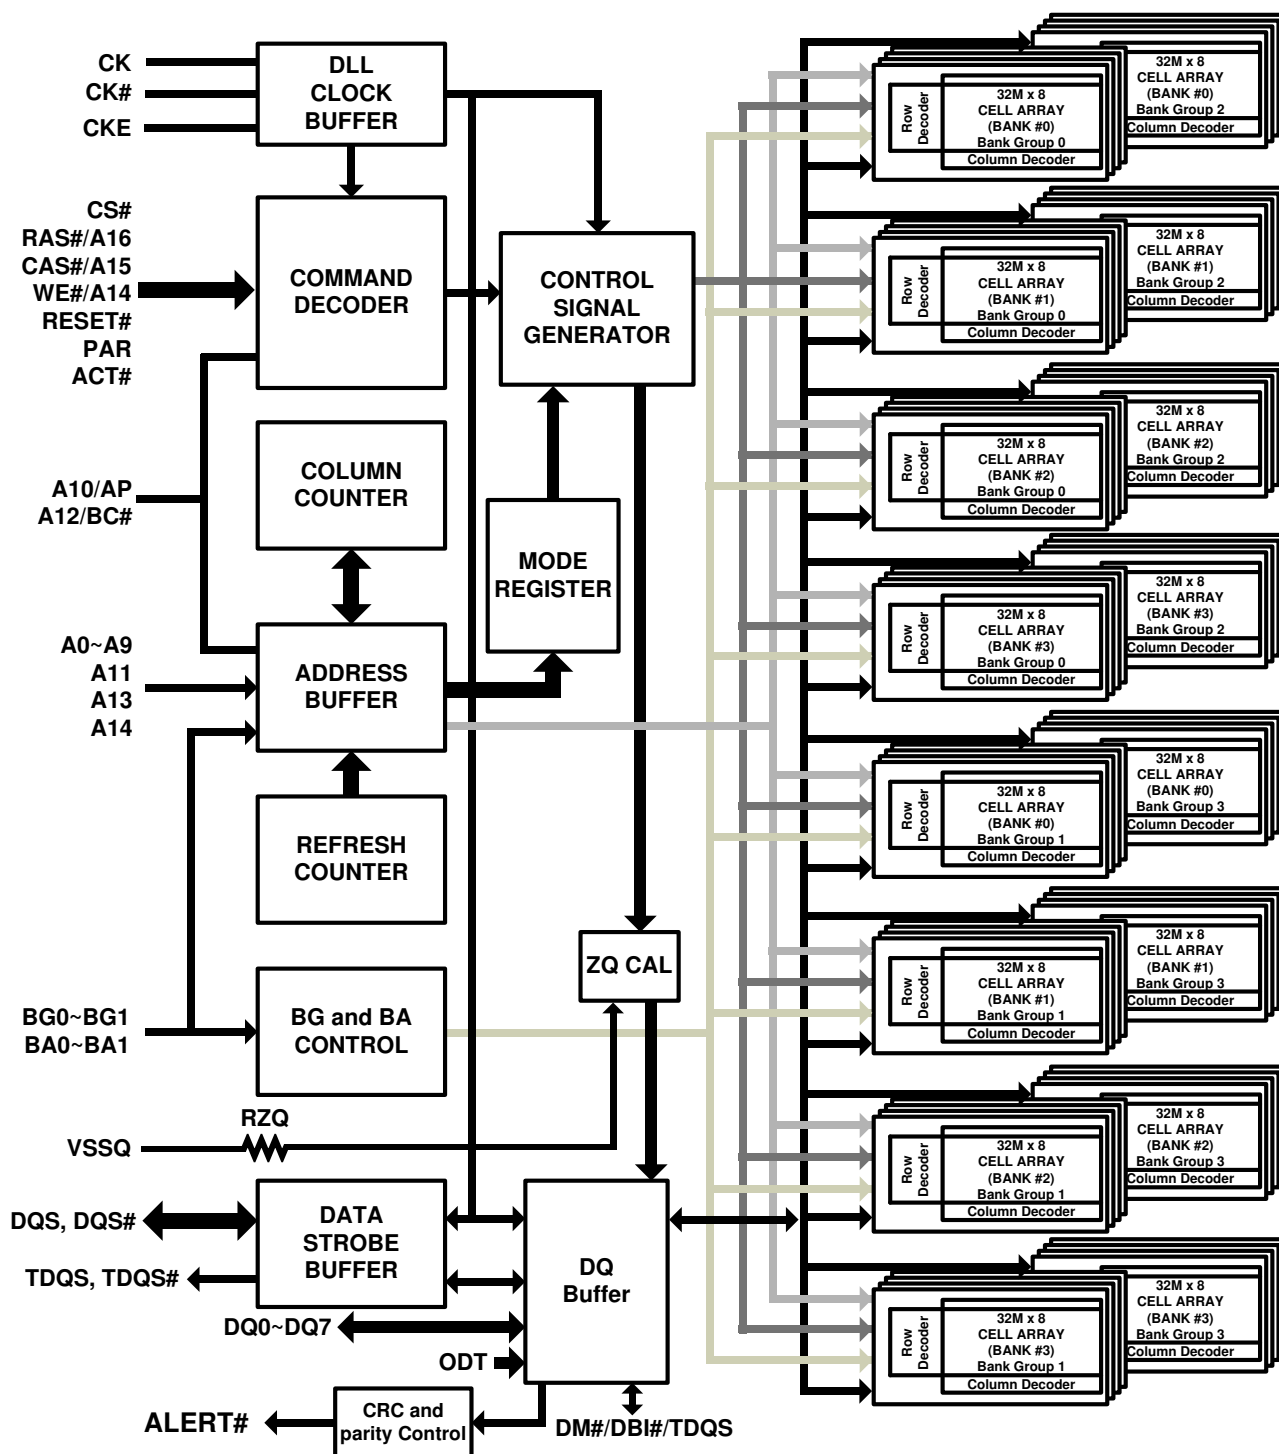 CK
CK#
CKE
DLL
CLOCK
BUFFER
CS#
RAS#/A16
CAS#/A15
WE#/A14
RESET#
PAR
ACT#
COMMAND
DECODER
CONTROL
SIGNAL
GENERATOR
A10/AP
A12/BC#
COLUMN
COUNTER
MODE
REGISTER
A0~A9
A11
A13
A14
ADDRESS
BUFFER
REFRESH
COUNTER
ZQ CAL
BG0~BG1
BA0~BA1
BG and BA
CONTROL
RZQ
VSSQ
DQS, DQS#
TDQS, TDQS#
DATA
STROBE
BUFFER
DQ
Buffer
DQ0~DQ7
ODT
ALERT#
CRC and
parity Control
DM#/DBI#/TDQS
32M x 8
CELL ARRAY
(BANK #0)
Bank Group 2
Column Decoder
Row
Decoder
32M x 8
CELL ARRAY
(BANK #0)
Bank Group 0
Column Decoder
32M x 8
CELL ARRAY
(BANK #1)
Bank Group 2
Column Decoder
Row
Decoder
32M x 8
CELL ARRAY
(BANK #1)
Bank Group 0
Column Decoder
32M x 8
CELL ARRAY
(BANK #2)
Bank Group 2
Column Decoder
Row
Decoder
32M x 8
CELL ARRAY
(BANK #2)
Bank Group 0
Column Decoder
32M x 8
CELL ARRAY
(BANK #3)
Bank Group 2
Column Decoder
Row
Decoder
32M x 8
CELL ARRAY
(BANK #3)
Bank Group 0
Column Decoder
32M x 8
CELL ARRAY
(BANK #0)
Bank Group 3
Column Decoder
Row
Decoder
32M x 8
CELL ARRAY
(BANK #0)
Bank Group 1
Column Decoder
32M x 8
CELL ARRAY
(BANK #1)
Bank Group 3
Column Decoder
Row
Decoder
32M x 8
CELL ARRAY
(BANK #1)
Bank Group 1
Column Decoder
32M x 8
CELL ARRAY
(BANK #2)
Bank Group 3
Column Decoder
Row
Decoder
32M x 8
CELL ARRAY
(BANK #2)
Bank Group 1
Column Decoder
32M x 8
CELL ARRAY
(BANK #3)
Bank Group 3
Column Decoder
Row
Decoder
32M x 8
CELL ARRAY
(BANK #3)
Bank Group 1
Column Decoder